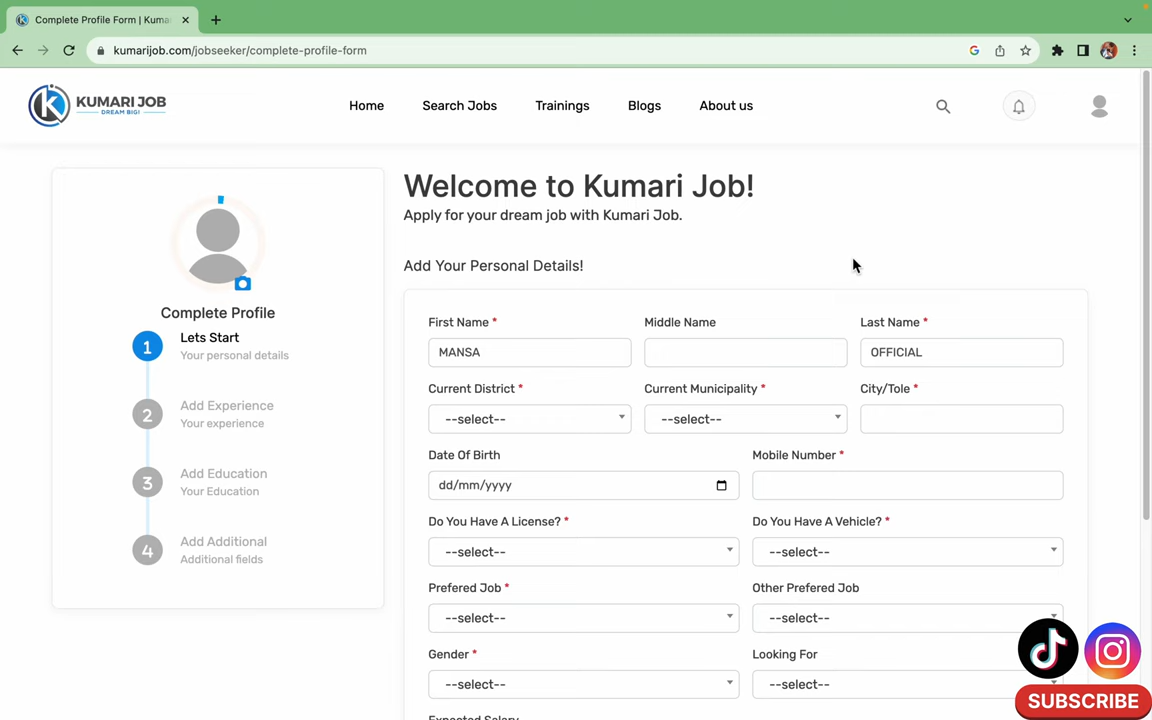 Complete Profile Form | Kuma
kumarijob.com/jobseeker/complete-profile-form
KUMARI JOB
DREAM BIG!
Home
Search Jobs
Trainings
Blogs
About us
Complete Profile
1
Lets Start
Your personal details
2
Add Experience
Your experience
3
Add Education
Your Education
4
Add Additional
Additional fields
Welcome to Kumari Job!
Apply for your dream job with Kumari Job.
Add Your Personal Details!
First Name *
Middle Name
Last Name *
MANSA
OFFICIAL
Current District *
Current Municipality *
City/Tole *
--select--
--select--
Date Of Birth
Mobile Number *
dd/mm/yyyy
Do You Have A License? *
Do You Have A Vehicle? *
--select--
--select--
Prefered Job *
Other Prefered Job
--select--
--select--
Gender *
Looking For
--select--
--select--
Expected Salary
SUBSCRIBE